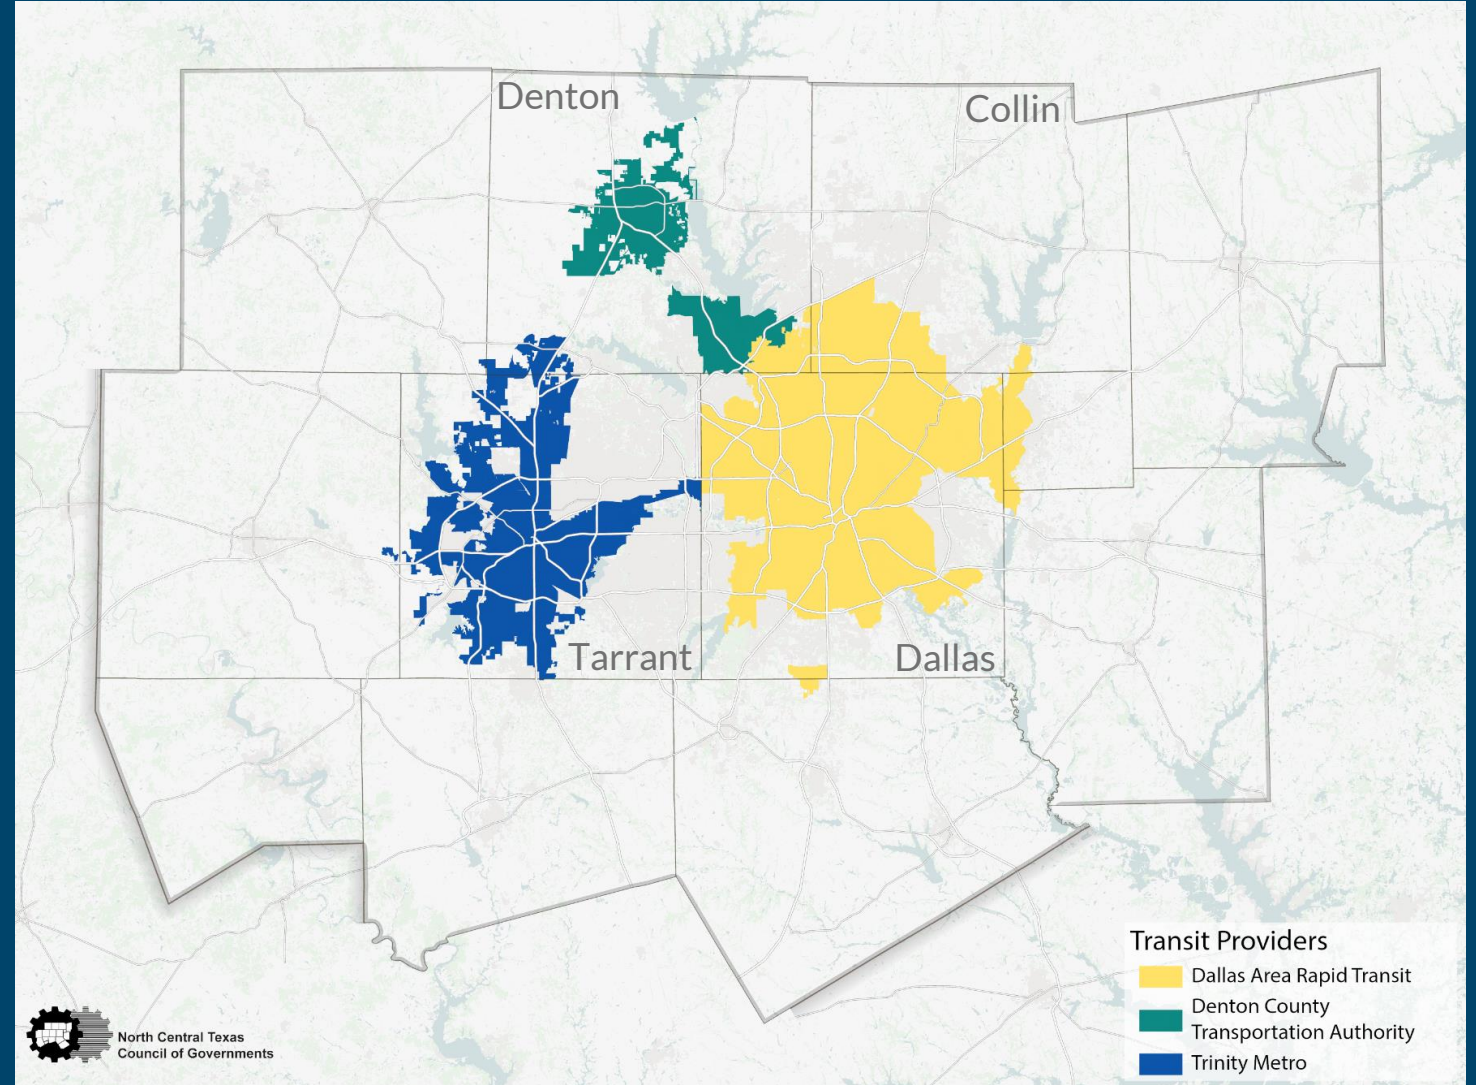 Denton
Collin
Tarrant
Dallas
Transit Providers
Dallas Area Rapid Transit
Denton County
Transportation Authority
Trinity Metro
North Central Texas
Council of Governments